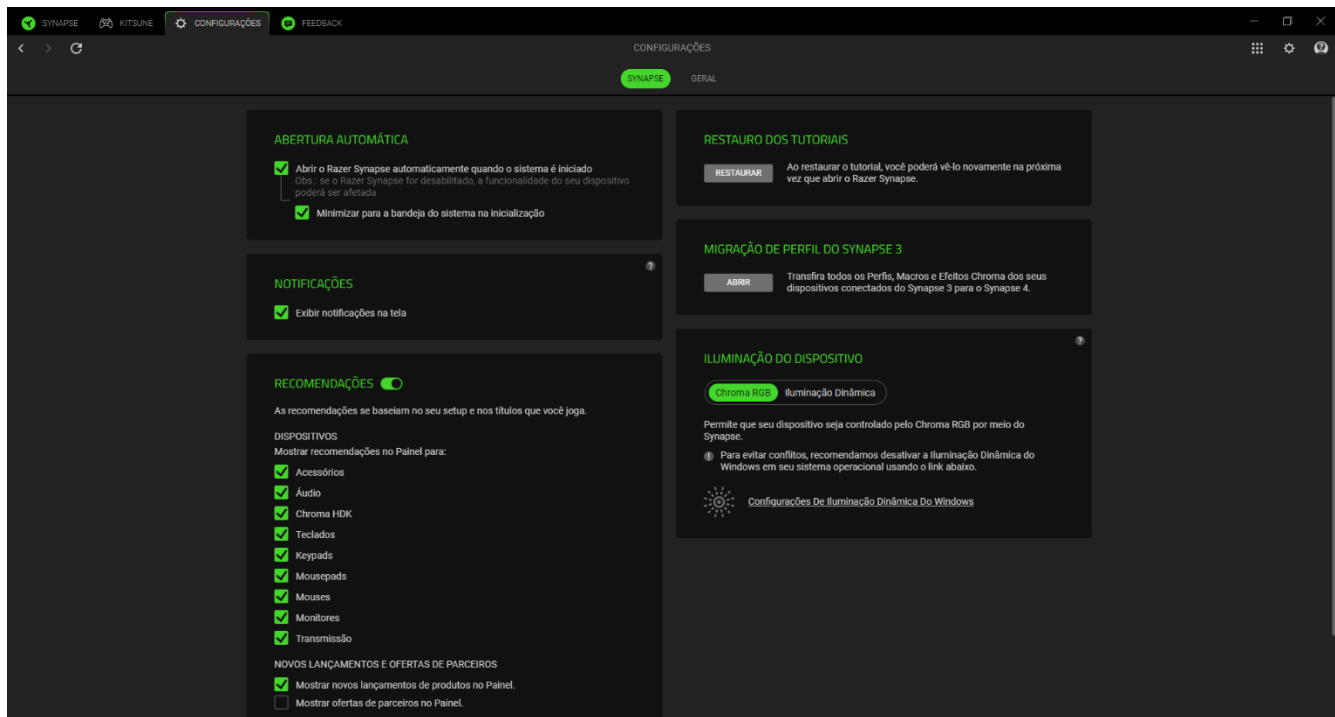 SYNAPSE
KITSUNE
CONFIGURAÇÕES
FEEDBACK
CONFIGURAÇÕES
SYNAPSE
GERAL
ABERTURA AUTOMÁTICA
Abrir o Razer Synapse automaticamente quando o sistema é iniciado
Obs.: se o Razer Synapse for desabilitado, a funcionalidade do seu dispositivo
poderá ser afetada
Minimizar para a bandeja do sistema na inicialização
NOTIFICAÇÕES
?
Exibir notificações na tela
RECOMENDAÇÕES
As recomendações se baseiam no seu setup e nos títulos que você joga.
DISPOSITIVOS
Mostrar recomendações no Painel para:
Acessórios
Áudio
Chroma HDK
Teclados
Keypads
Mousepads
Mouses
Monitores
Transmissão
NOVOS LANÇAMENTOS E OFERTAS DE PARCEIROS
Mostrar novos lançamentos de produtos no Painel.
Mostrar ofertas de parceiros no Painel.
RESTAURO DOS TUTORIAIS
RESTAURAR
Ao restaurar o tutorial, você poderá vê-lo novamente na próxima
vez que abrir o Razer Synapse.
MIGRAÇÃO DE PERFIL DO SYNAPSE 3
ABRIR
Transfira todos os Perfis, Macros e Efeitos Chroma dos seus
dispositivos conectados do Synapse 3 para o Synapse 4.
?
ILUMINAÇÃO DO DISPOSITIVO
Chroma RGB
Iluminação Dinâmica
Permite que seu dispositivo seja controlado pelo Chroma RGB por meio do
Synapse.
Para evitar conflitos, recomendamos desativar a Iluminação Dinâmica do
Windows em seu sistema operacional usando o link abaixo.
Configurações De Iluminação Dinâmica Do Windows